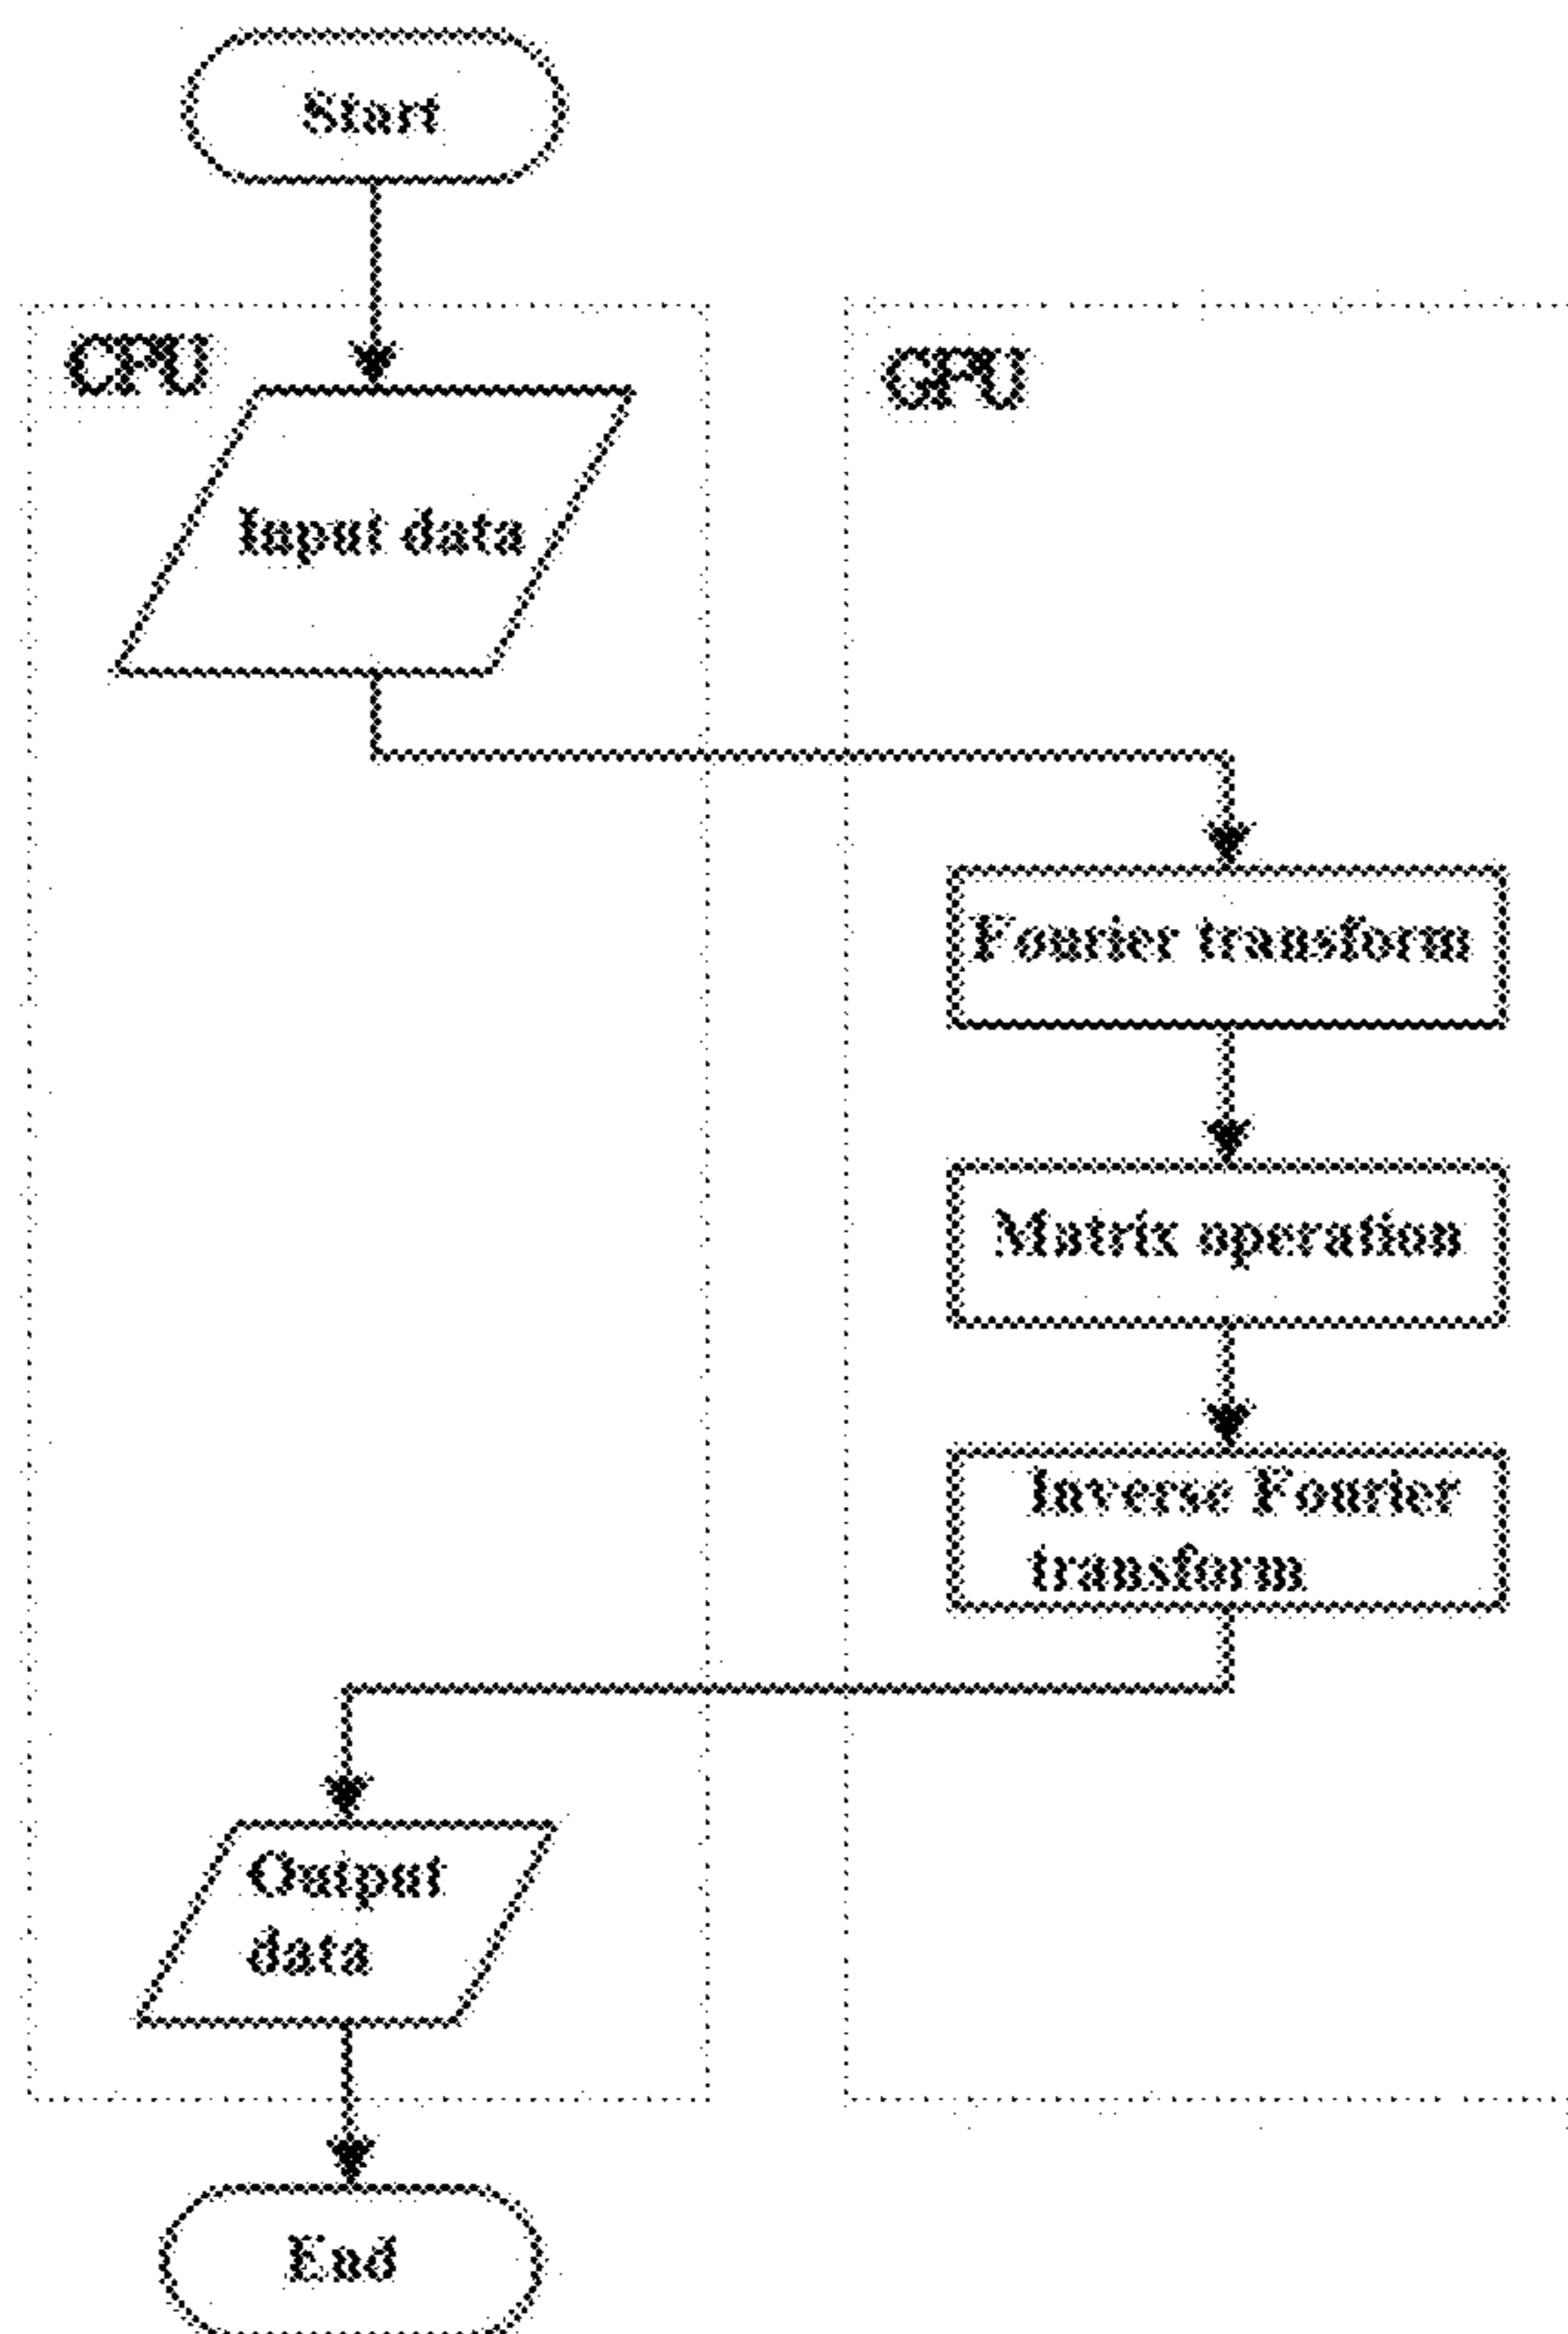 Start
CPU
GPU
Input data
Fourier transform
Matrix operation
Inverse Fourier
transform
Output
data
End